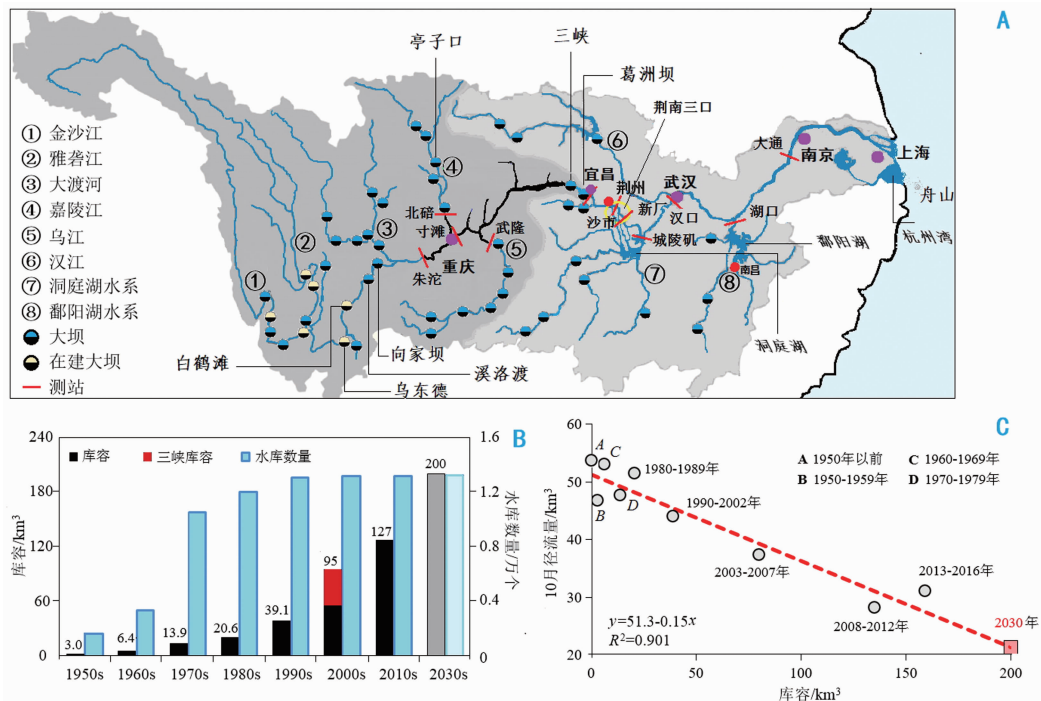 A
亭子口
三峡
葛洲坝
荆南三口
① 金沙江
② 雅砻江
③ 大渡河
④ 嘉陵江
⑤ 乌江
⑥ 汉江
⑦ 洞庭湖水系
⑧ 鄱阳湖水系
大坝
在建大坝
测站
⑥
大通
南京
上海
舟山
杭州湾
④
宜昌
荆州
武汉
新厂
汉口
沙市
湖口
城陵矶
鄱阳湖
北碚
寸滩
武隆
③
②
重庆
⑤
朱沱
⑦
⑧
南昌
①
洞庭湖
白鹤滩
向家坝
溪洛渡
乌东德
B
库容
三峡库容
水库数量
库容/km³
240
180
120
60
0
3.0
6.4
13.9
20.6
39.1
95
127
200
1950s
1960s
1970s
1980s
1990s
2000s
2010s
2030s
1.6
1.2
0.8
0.4
0
水库数量/万个
C
10月径流量/km³
60
50
40
30
20
A
C
B
D
1980-1989年
1990-2002年
2003-2007年
2008-2012年
2013-2016年
2030年
A 1950年以前
C 1960-1969年
B 1950-1959年
D 1970-1979年
y=51.3-0.15x
R²=0.901
0
50
100
150
200
库容/km³